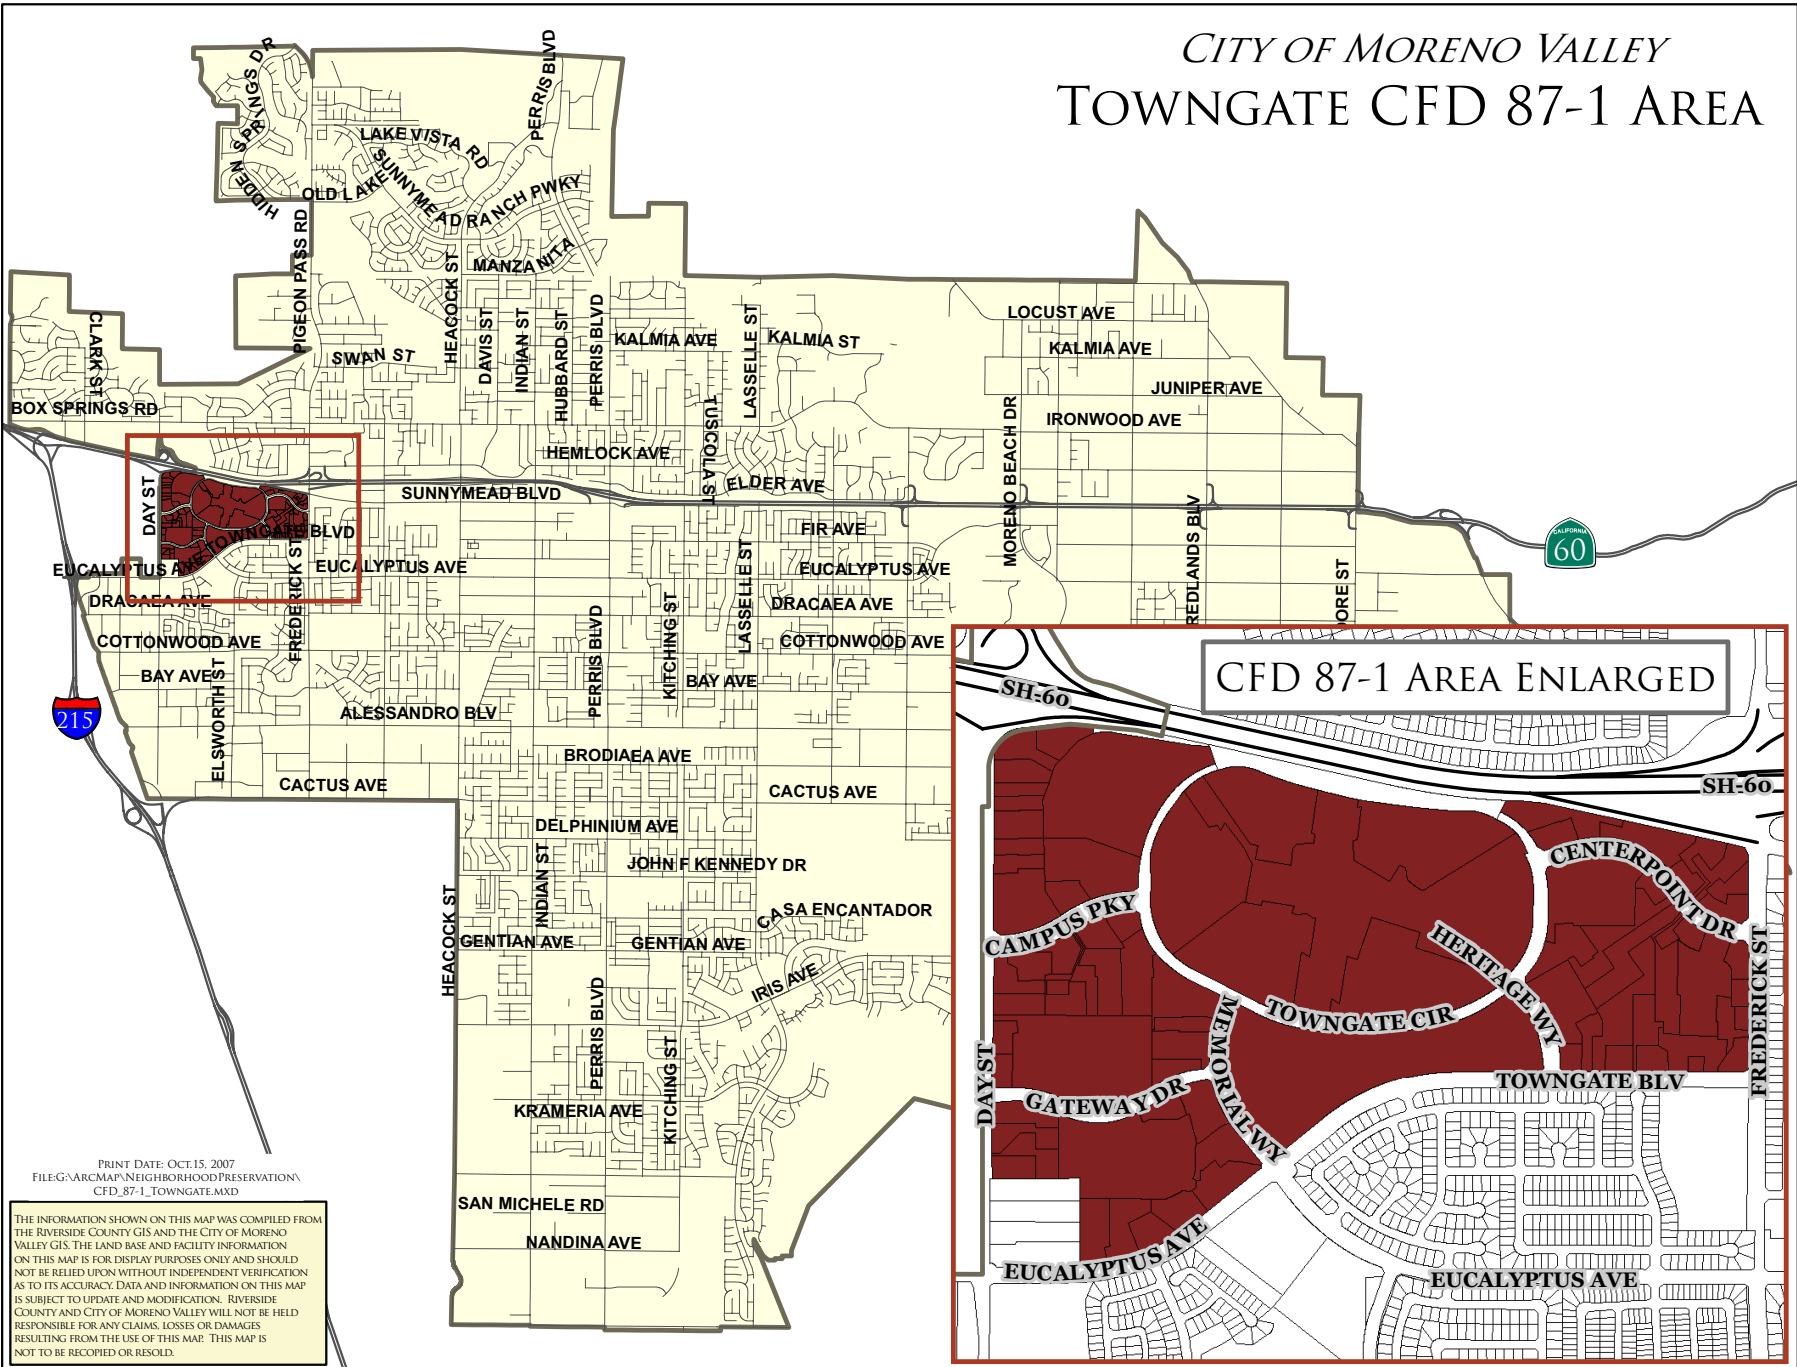 CITY OF MORENO VALLEY
TOWNGATE CFD 87-1 AREA
HIDDEN SPRINGS DR
PERRIS BLVD
LAKE VISTA RD
SUNNYMEAD RANCH PWKY
OLD LAKE
PIGEON PASS RD
MANZANITA
HEACOCK ST
CLARK ST
SWAN ST
DAVIS ST
INDIAN ST
HUBBARD ST
PERRIS BLVD
KALMIA AVE
LASSELLE ST
KALMIA ST
LOCUST AVE
KALMIA AVE
JUNIPER AVE
IRONWOOD AVE
BOX SPRINGS RD
TUSCOLA ST
MORENO BEACH DR
HEMLOCK AVE
ELDER AVE
SUNNYMEAD BLVD
DAY ST
TOWNGATE BLVD
FIR AVE
REDLANDS BLV
CALIFORNIA
60
EUCALYPTUS AVE
EUCALYPTUS AVE
EUCALYPTUS AVE
FREDERICK ST
LASSELLE ST
DRACAEA AVE
DRACAEA AVE
OORE ST
COTTONWOOD AVE
COTTONWOOD AVE
PERRIS BLVD
KITCHING ST
BAY AVE
BAY AVE
ELSWORTH ST
215
ALESSANDRO BLV
BRODIAEA AVE
CACTUS AVE
CACTUS AVE
DELPHINIUM AVE
INDIAN ST
JOHN F KENNEDY DR
HEACOCK ST
CASA ENCANTADOR
GENTIAN AVE
GENTIAN AVE
IRIS AVE
PERRIS BLVD
KITCHING ST
KRAMERIA AVE
SAN MICHELE RD
NANDINA AVE
CFD 87-1 AREA ENLARGED
SH-60
SH-60
CENTERPOINT DR
CAMPUS PKY
HERITAGE WY
FREDERICK ST
TOWNGATE CIR
MEMORIAL WY
DAY ST
GATEWAY DR
TOWNGATE BLV
EUCALYPTUS AVE
EUCALYPTUS AVE
PRINT DATE: OCT.15, 2007
FILE:G:\ARCMAP\NEIGHBORHOODPRESERVATION\
CFD_87-1_TOWNGATE.MXD
THE INFORMATION SHOWN ON THIS MAP WAS COMPILED FROM
THE RIVERSIDE COUNTY GIS AND THE CITY OF MORENO
VALLEY GIS. THE LAND BASE AND FACILITY INFORMATION
ON THIS MAP IS FOR DISPLAY PURPOSES ONLY AND SHOULD
NOT BE RELIED UPON WITHOUT INDEPENDENT VERIFICATION
AS TO ITS ACCURACY. DATA AND INFORMATION ON THIS MAP
IS SUBJECT TO UPDATE AND MODIFICATION. RIVERSIDE
COUNTY AND CITY OF MORENO VALLEY WILL NOT BE HELD
RESPONSIBLE FOR ANY CLAIMS, LOSSES OR DAMAGES
RESULTING FROM THE USE OF THIS MAP. THIS MAP IS
NOT TO BE RECOPIED OR RESOLD.